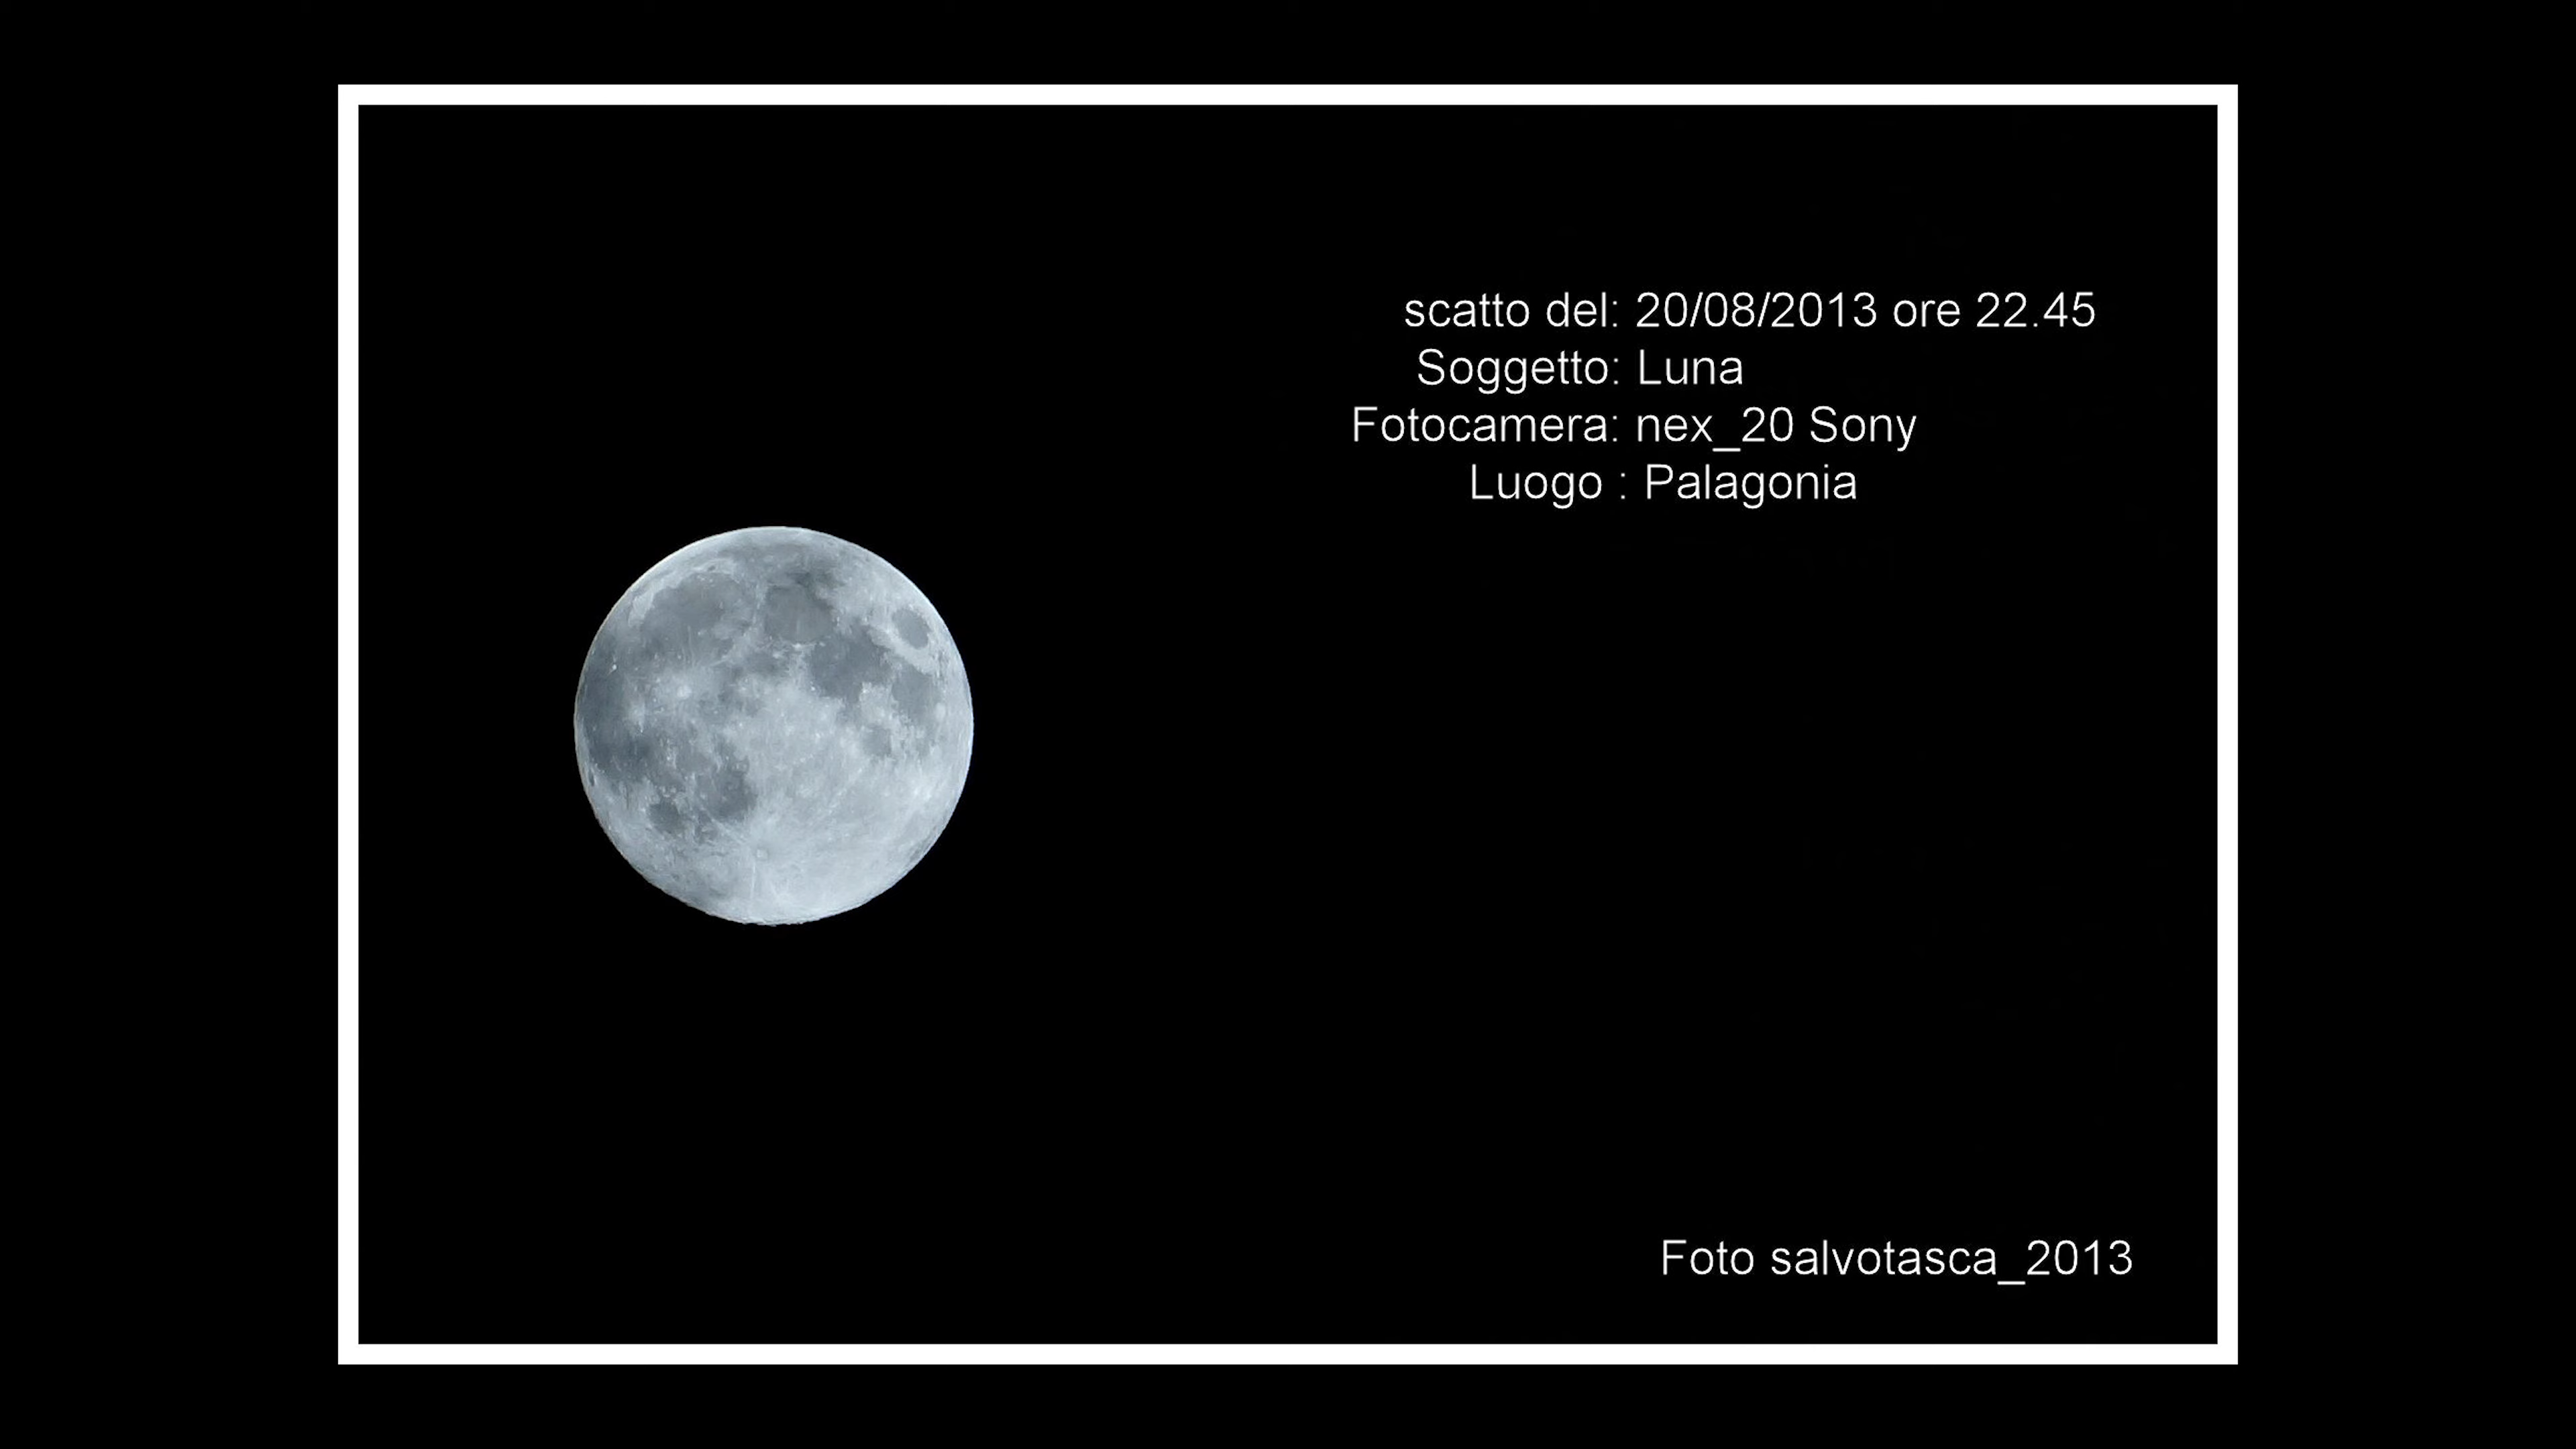 scatto del: 20/08/2013 ore 22.45
Soggetto: Luna
Fotocamera: nex_20 Sony
Luogo : Palagonia
Foto salvotasca_2013